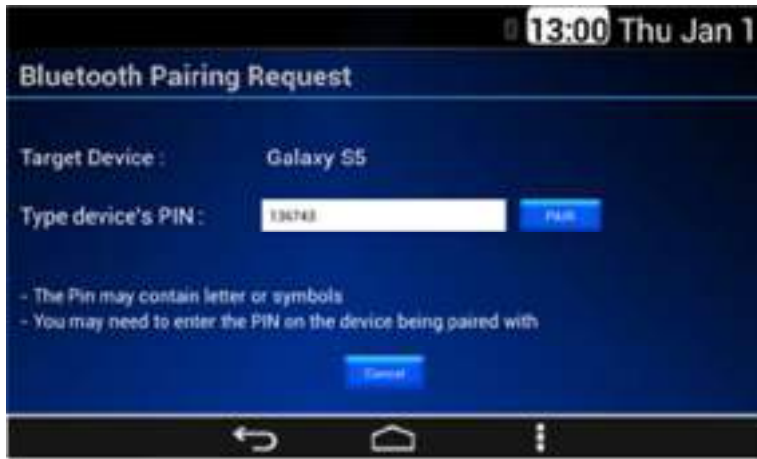 13:00 Thu Jan 1
Bluetooth Pairing Request
Target Device : Galaxy S5
Type device's PIN : 136743 PAIR
- The Pin may contain letter or symbols
- You may need to enter the PIN on the device being paired with
Cancel